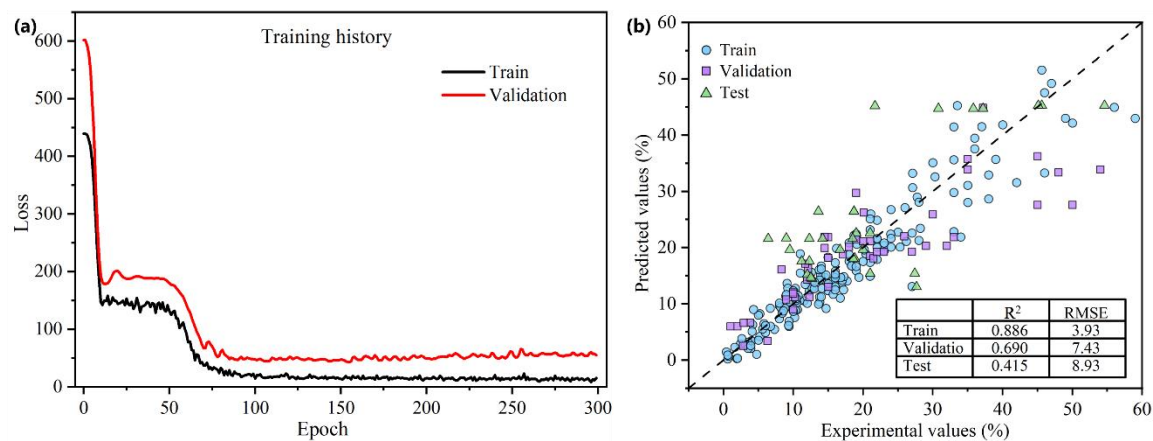 (a)
Training history
Train
Validation
600
500
400
300
200
100
0
Loss
0
50
100
150
200
250
300
Epoch
(b)
Train
Validation
Test
60
50
40
30
20
10
0
Predicted values (%)
R² RMSE
Train 0.886 3.93
Validatio 0.690 7.43
Test 0.415 8.93
0
10
20
30
40
50
60
Experimental values (%)